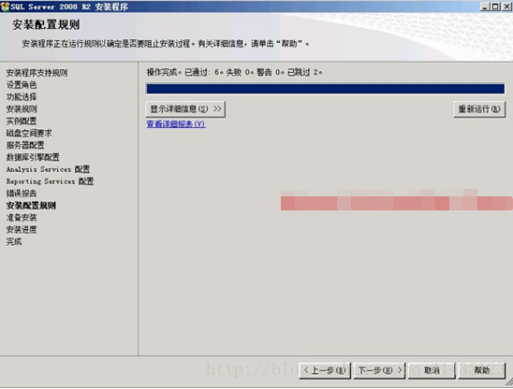 SQL Server 2008 R2 安装程序
安装配置规则
安装程序正在运行规则以确定是否要阻止安装过程。有关详细信息，请单击“帮助”。
安装程序支持规则
设置角色
功能选择
安装规则
实例配置
磁盘空间要求
服务器配置
数据库引擎配置
Analysis Services 配置
Reporting Services 配置
错误报告
安装配置规则
准备安装
安装进度
完成
操作完成。已通过: 6。失败 0。警告 0。已跳过 2。
显示详细信息(S) >>
重新运行(R)
查看详细报表(V)
< 上一步(B)
下一步(N) >
取消
帮助